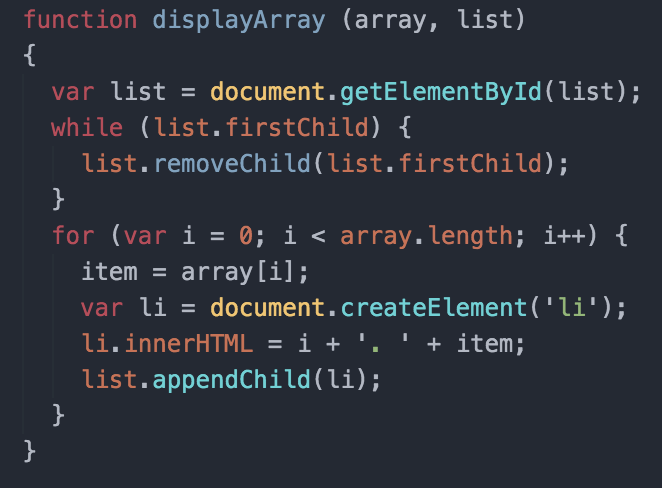 function displayArray (array, list)
{
  var list = document.getElementById(list);
  while (list.firstChild) {
    list.removeChild(list.firstChild);
  }
  for (var i = 0; i < array.length; i++) {
    item = array[i];
    var li = document.createElement('li');
    li.innerHTML = i + '. ' + item;
    list.appendChild(li);
  }
}